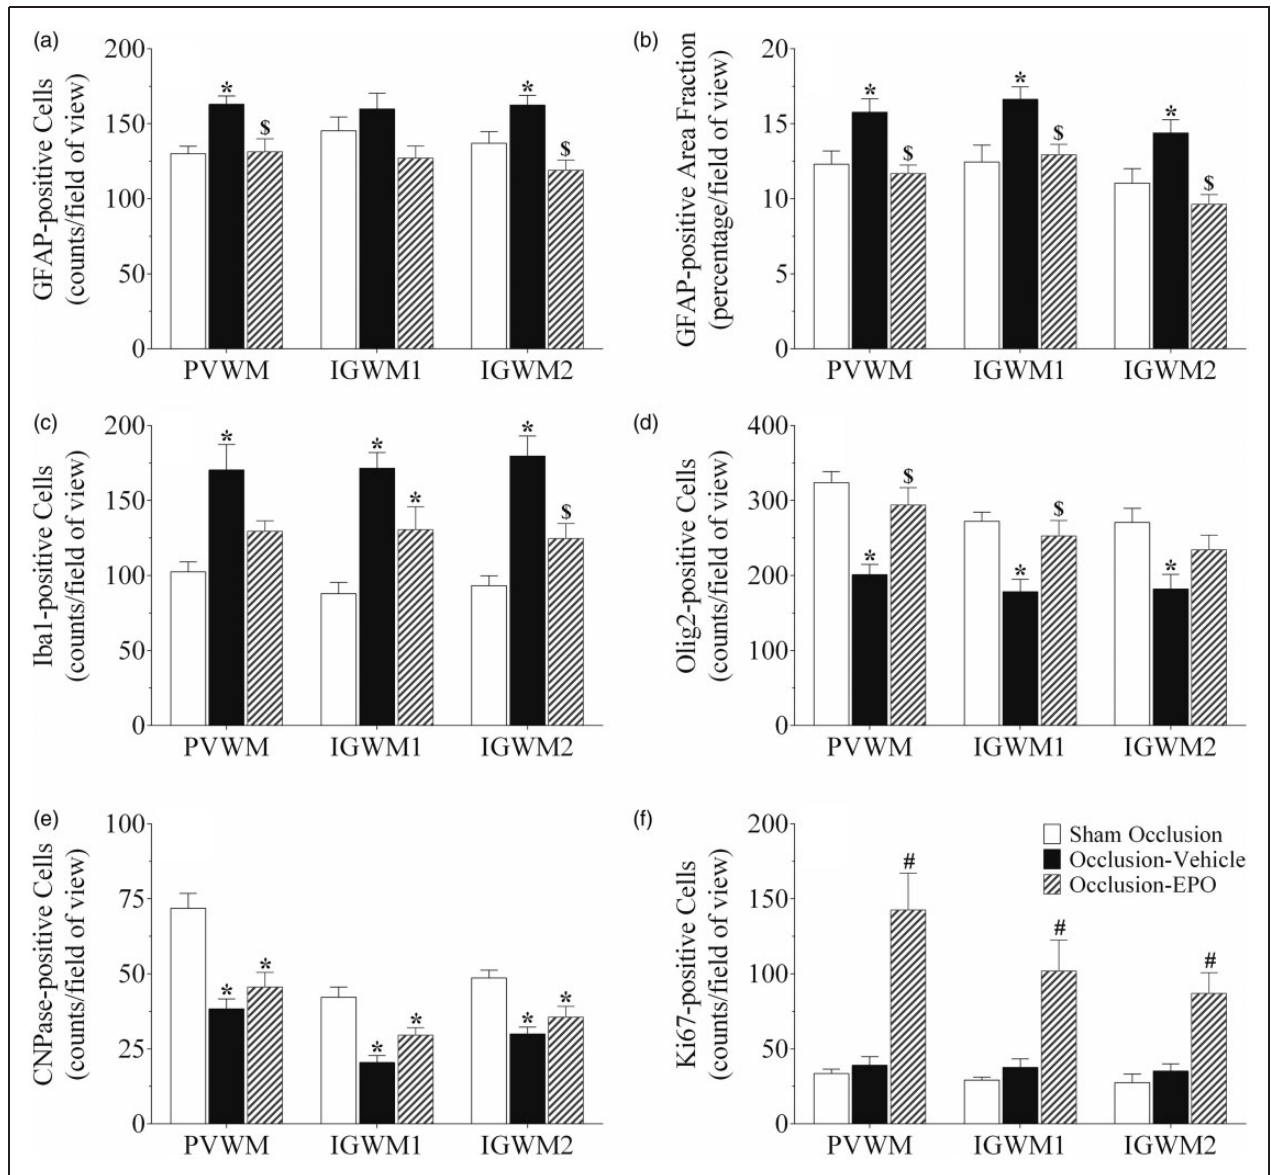 (a)
GFAP-positive Cells
(counts/field of view)
200
150
100
50
0
*
$
*
$
PVWM IGWM1 IGWM2
(b)
GFAP-positive Area Fraction
(percentage/field of view)
20
15
10
5
0
*
$
*
$
*
$
PVWM IGWM1 IGWM2
(c)
Iba1-positive Cells
(counts/field of view)
200
150
100
50
0
*
*
*
*
$
PVWM IGWM1 IGWM2
(d)
Olig2-positive Cells
(counts/field of view)
400
300
200
100
0
*
$
*
$
*
PVWM IGWM1 IGWM2
(e)
CNPase-positive Cells
(counts/field of view)
100
75
50
25
0
*
*
*
*
*
*
PVWM IGWM1 IGWM2
(f)
Ki67-positive Cells
(counts/field of view)
200
150
100
50
0
#
#
#
Sham Occlusion
Occlusion-Vehicle
Occlusion-EPO
PVWM IGWM1 IGWM2